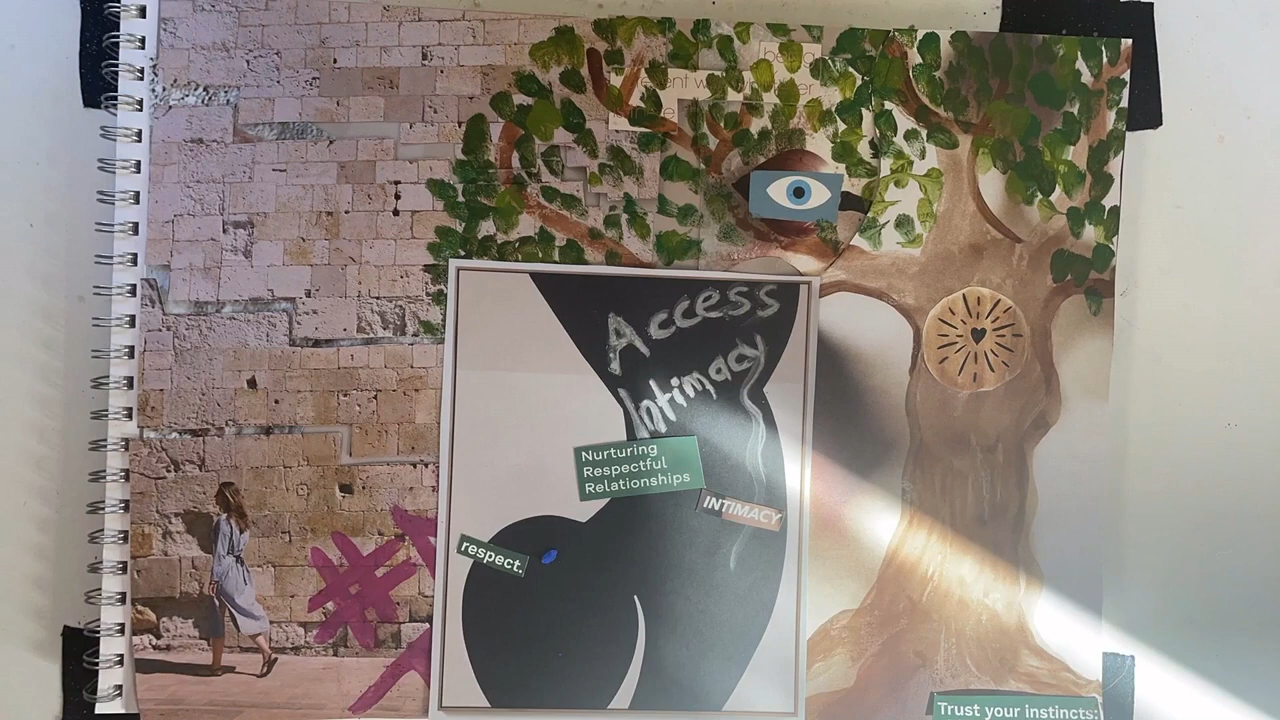 Access
Intimacy
Nurturing
Respectful
Relationships
INTIMACY
respect.
Trust your instincts: